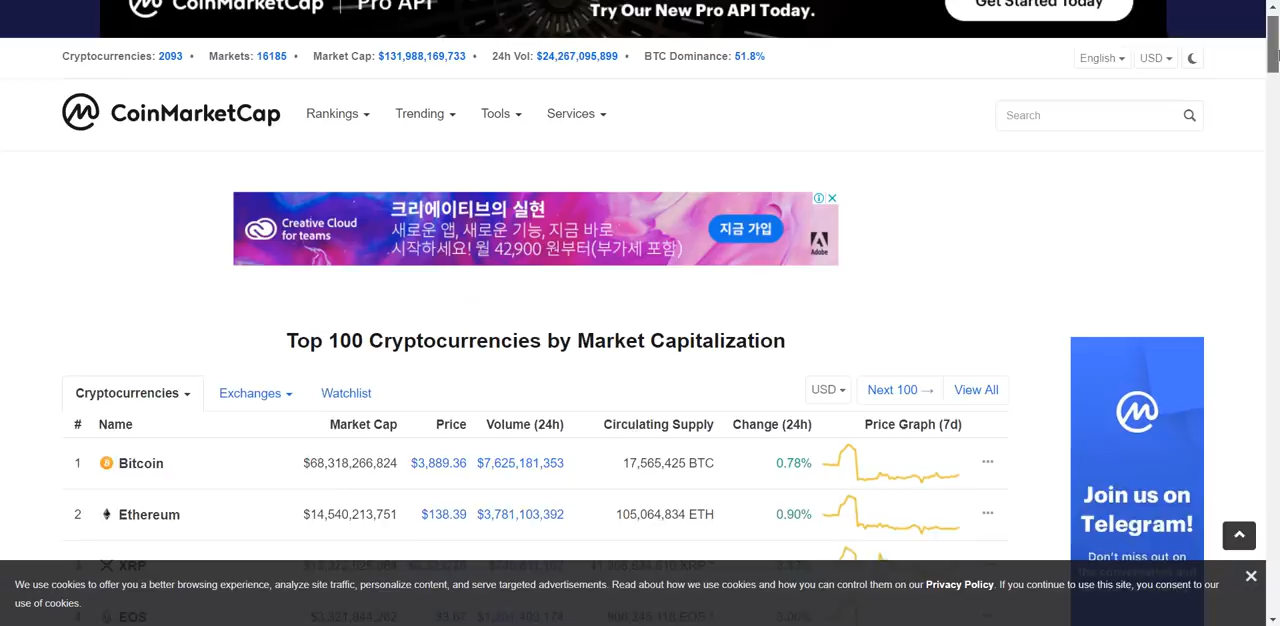 CoinMarketCap | Pro API
Try Our New Pro API Today.
Get Started Today
Cryptocurrencies: 2093 • Markets: 16185 • Market Cap: $131,988,169,733 • 24h Vol: $24,267,095,899 • BTC Dominance: 51.8%
English USD
CoinMarketCap Rankings Trending Tools Services
Search
Creative Cloud
for teams
크리에이티브의 실현
새로운 앱, 새로운 기능, 지금 바로
시작하세요! 월 42,900 원부터(부가세 포함)
지금 가입
Adobe
Top 100 Cryptocurrencies by Market Capitalization
Cryptocurrencies Exchanges Watchlist USD Next 100 → View All
# Name Market Cap Price Volume (24h) Circulating Supply Change (24h) Price Graph (7d)
1 Bitcoin $68,318,266,824 $3,889.36 $7,625,181,353 17,565,425 BTC 0.78%
2 Ethereum $14,540,213,751 $138.39 $3,781,103,392 105,064,834 ETH 0.90%
3 XRP
4 EOS
Join us on
Telegram!
Don't miss out on
We use cookies to offer you a better browsing experience, analyze site traffic, personalize content, and serve targeted advertisements. Read about how we use cookies and how you can control them on our Privacy Policy. If you continue to use this site, you consent to our
use of cookies.